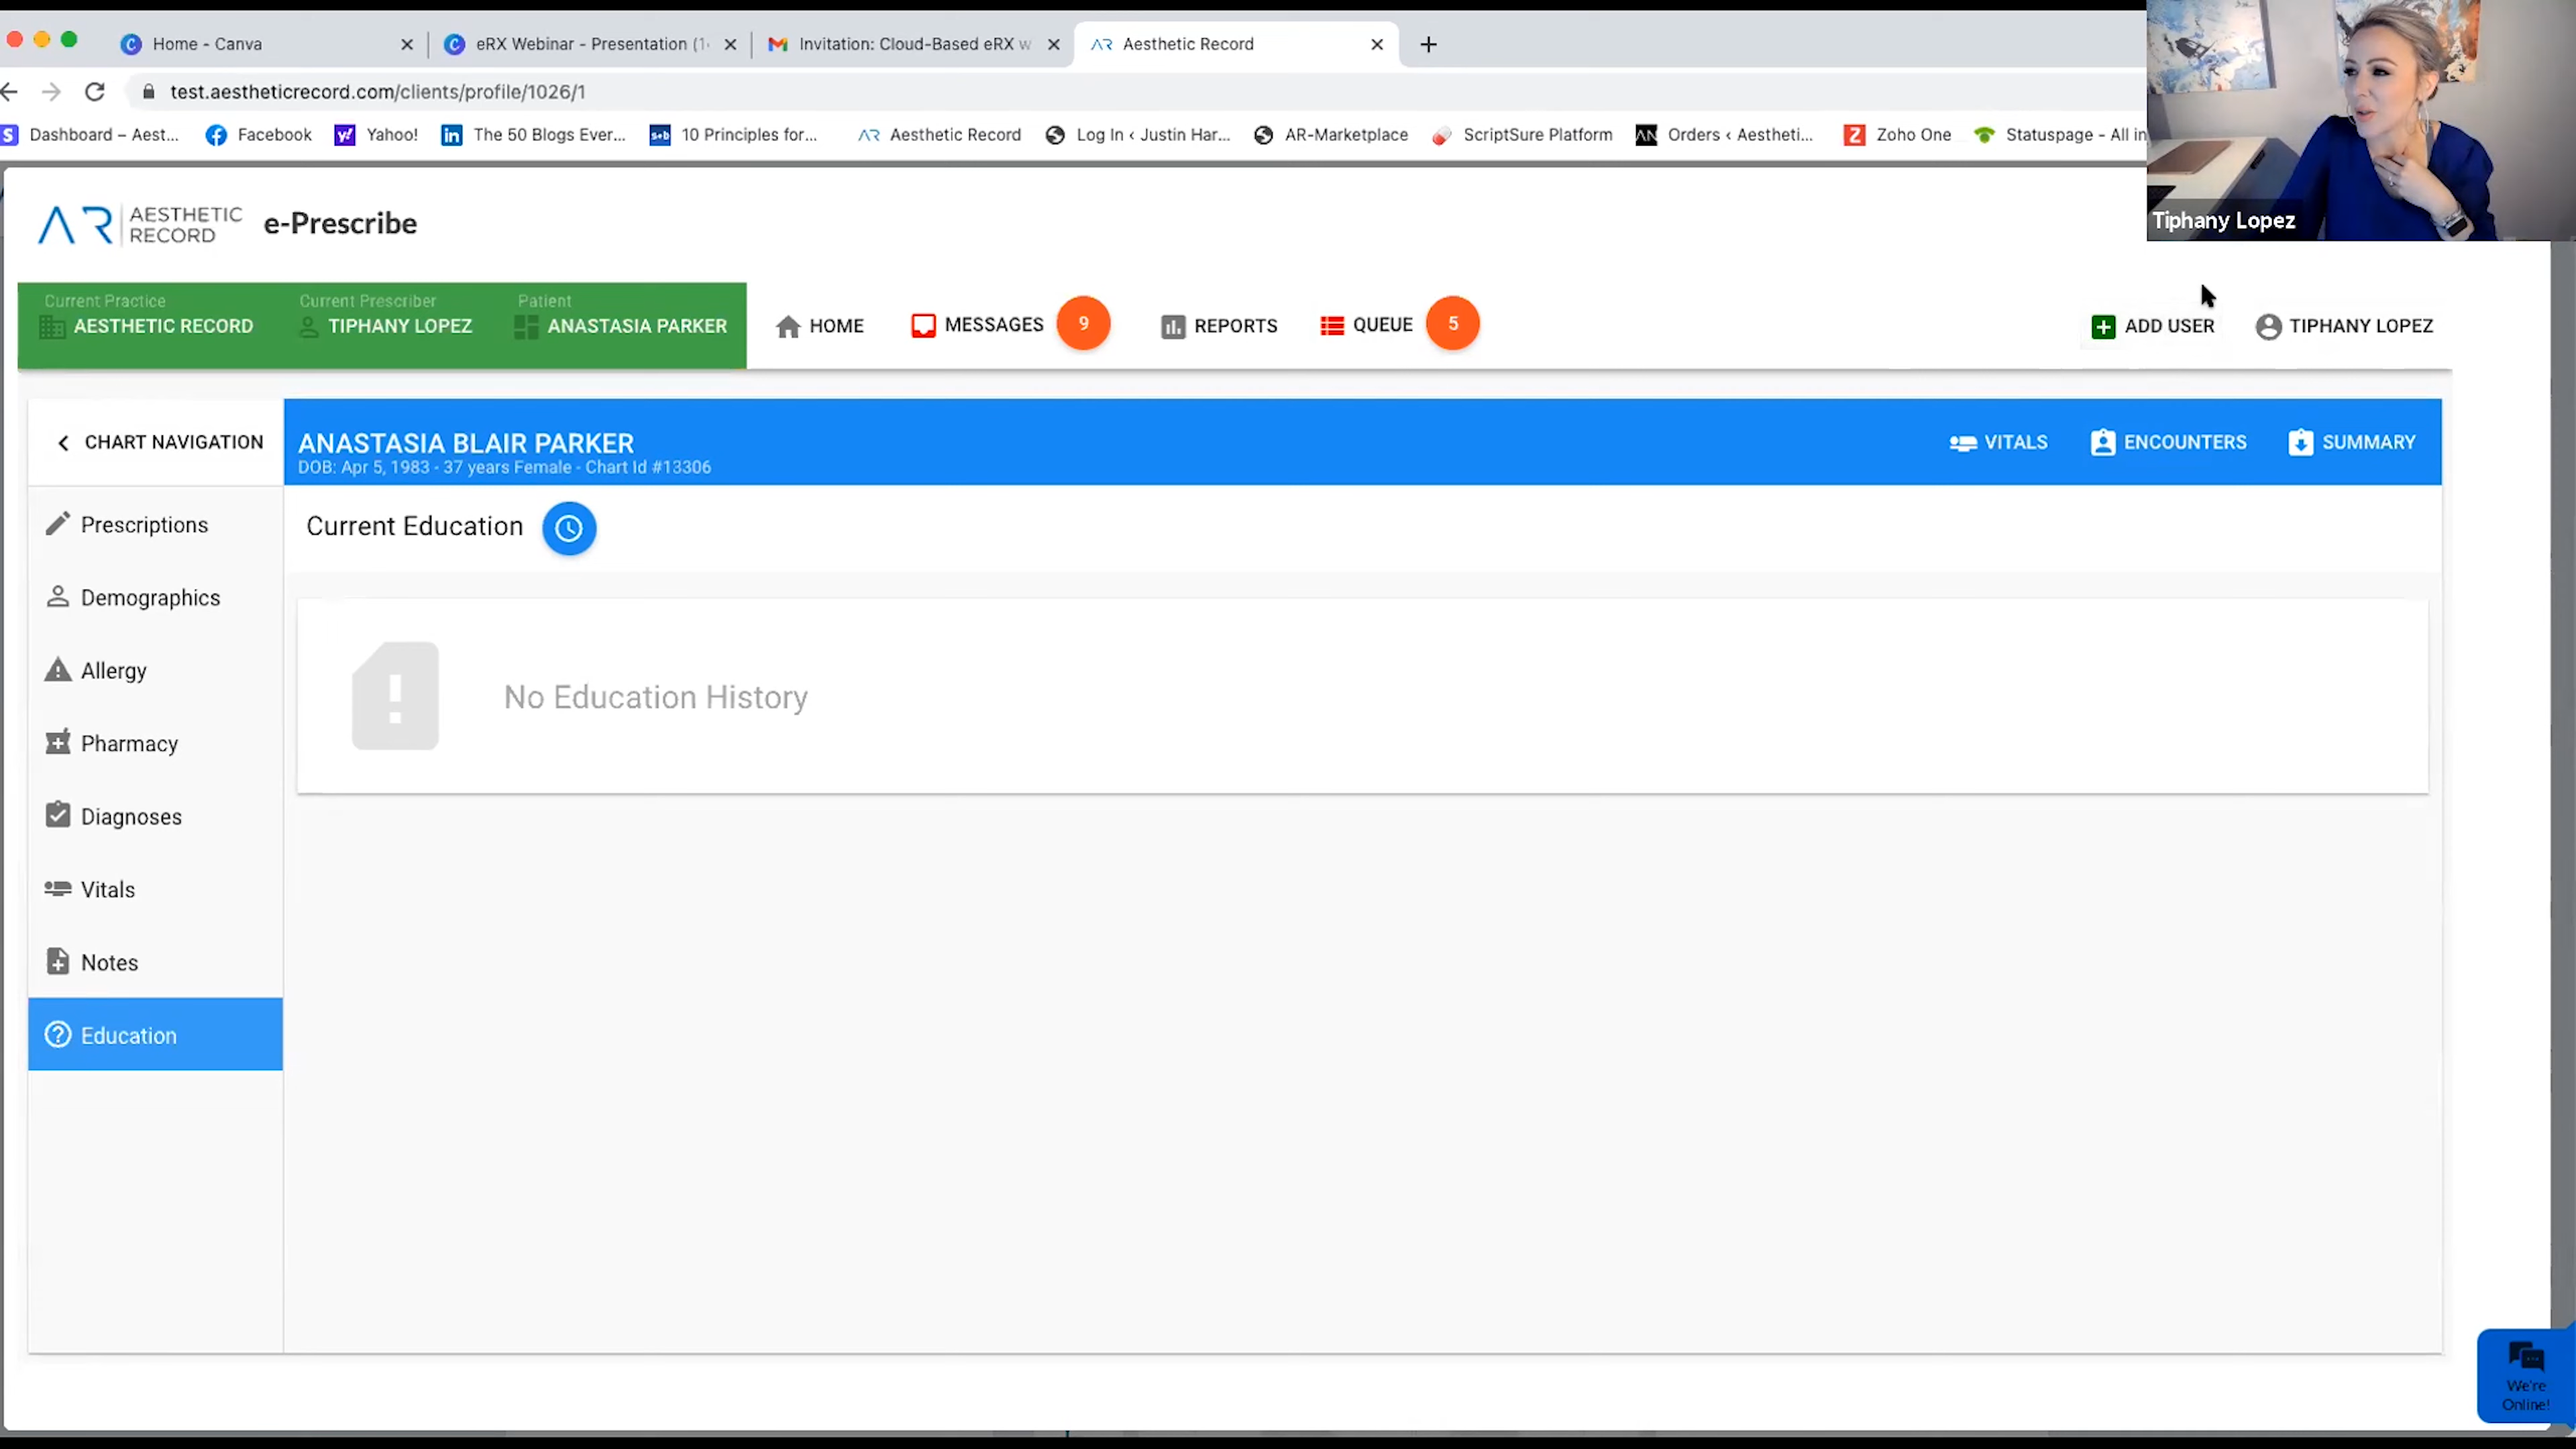 Home - Canva
eRX Webinar - Presentation (1
Invitation: Cloud-Based eRX w
Aesthetic Record
test.aestheticrecord.com/clients/profile/1026/1
Dashboard – Aest...
Facebook
Yahoo!
The 50 Blogs Ever...
s+b
10 Principles for...
Aesthetic Record
Log In ‹ Justin Har...
AR-Marketplace
ScriptSure Platform
Orders ‹ Aestheti...
Zoho One
Statuspage - All in
Tiphany Lopez
AR AESTHETIC
RECORD
e-Prescribe
Current Practice
AESTHETIC RECORD
Current Prescriber
TIPHANY LOPEZ
Patient
ANASTASIA PARKER
HOME
MESSAGES 9
REPORTS
QUEUE 5
ADD USER
TIPHANY LOPEZ
CHART NAVIGATION
ANASTASIA BLAIR PARKER
DOB: Apr 5, 1983 - 37 years Female - Chart Id #13306
VITALS
ENCOUNTERS
SUMMARY
Prescriptions
Demographics
Allergy
Pharmacy
Diagnoses
Vitals
Notes
Education
Current Education
No Education History
We're
Online!